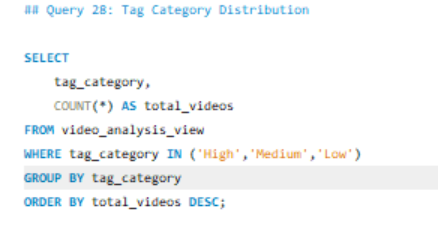 ## Query 28: Tag Category Distribution
SELECT
tag_category,
COUNT(*) AS total_videos
FROM video_analysis_view
WHERE tag_category IN ('High','Medium','Low')
GROUP BY tag_category
ORDER BY total_videos DESC;